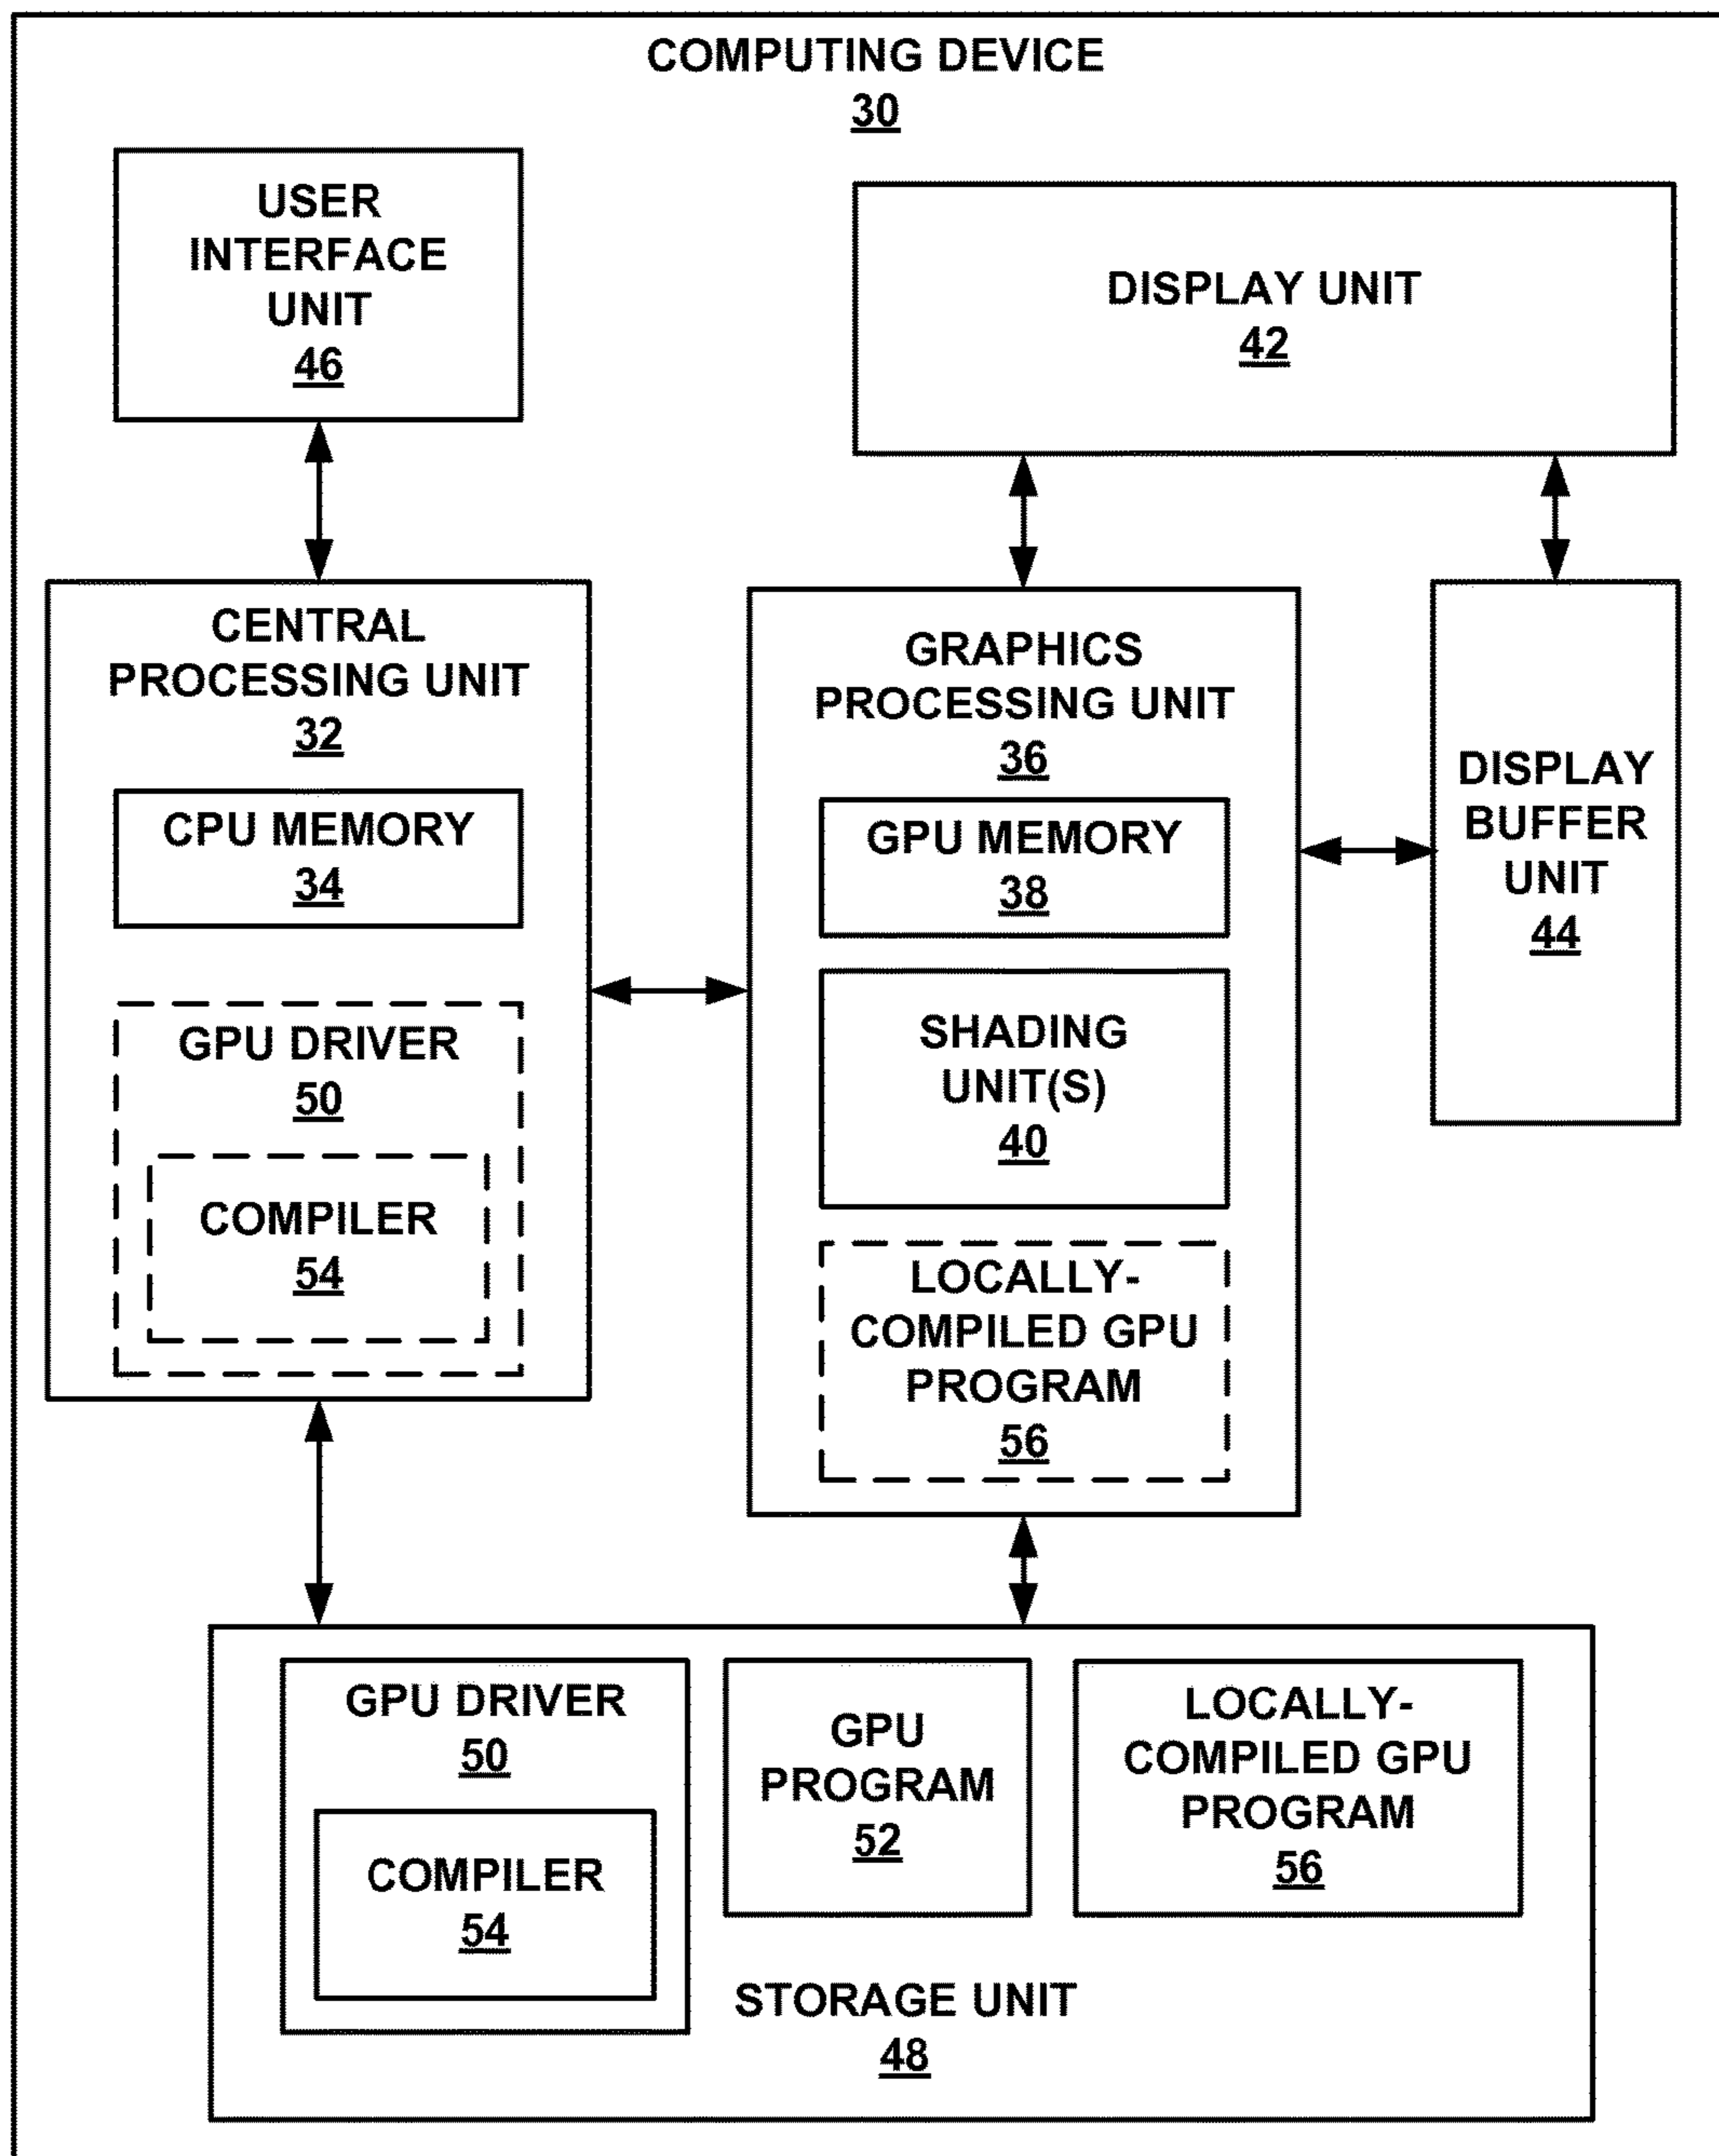 COMPUTING DEVICE
30
USER
INTERFACE
UNIT
46
DISPLAY UNIT
42
CENTRAL
PROCESSING UNIT
32
CPU MEMORY
34
GPU DRIVER
50
COMPILER
54
GRAPHICS
PROCESSING UNIT
36
GPU MEMORY
38
SHADING
UNIT(S)
40
LOCALLY-
COMPILED GPU
PROGRAM
56
DISPLAY
BUFFER
UNIT
44
GPU DRIVER
50
COMPILER
54
GPU
PROGRAM
52
LOCALLY-
COMPILED GPU
PROGRAM
56
STORAGE UNIT
48